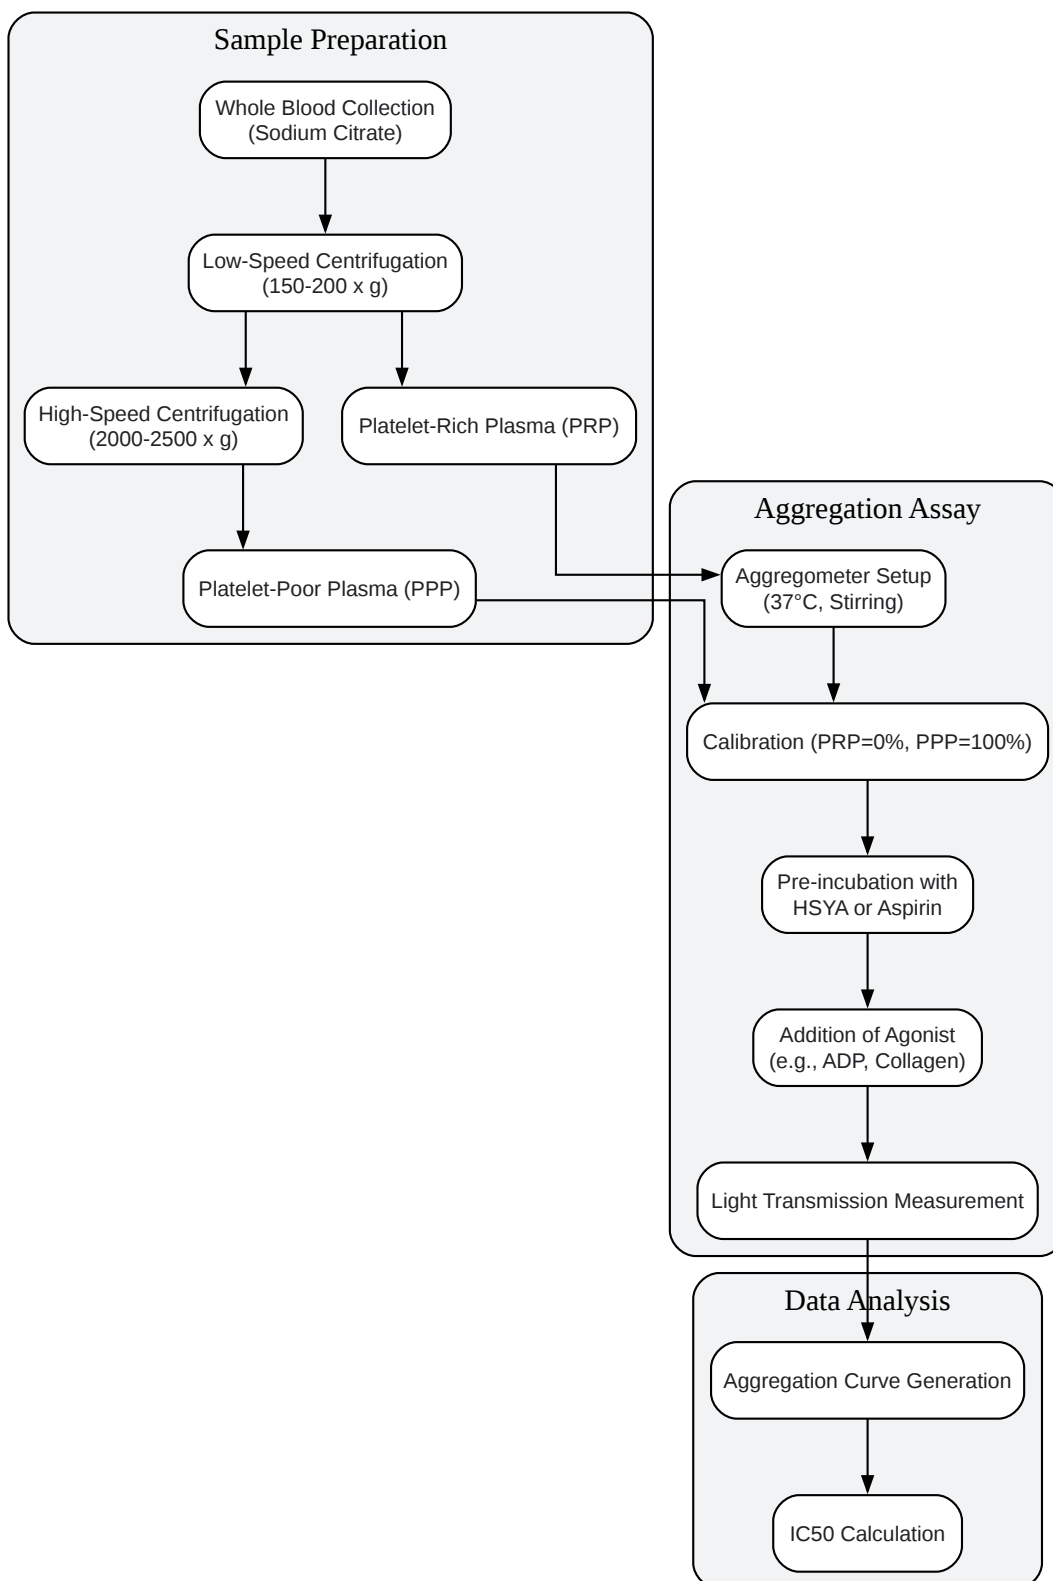 Sample Preparation
Whole Blood Collection
(Sodium Citrate)
Low-Speed Centrifugation
(150-200 x g)
High-Speed Centrifugation
(2000-2500 x g)
Platelet-Rich Plasma (PRP)
Platelet-Poor Plasma (PPP)
Aggregation Assay
Aggregometer Setup
(37°C, Stirring)
Calibration (PRP=0%, PPP=100%)
Pre-incubation with
HSYA or Aspirin
Addition of Agonist
(e.g., ADP, Collagen)
Light Transmission Measurement
Data Analysis
Aggregation Curve Generation
IC50 Calculation